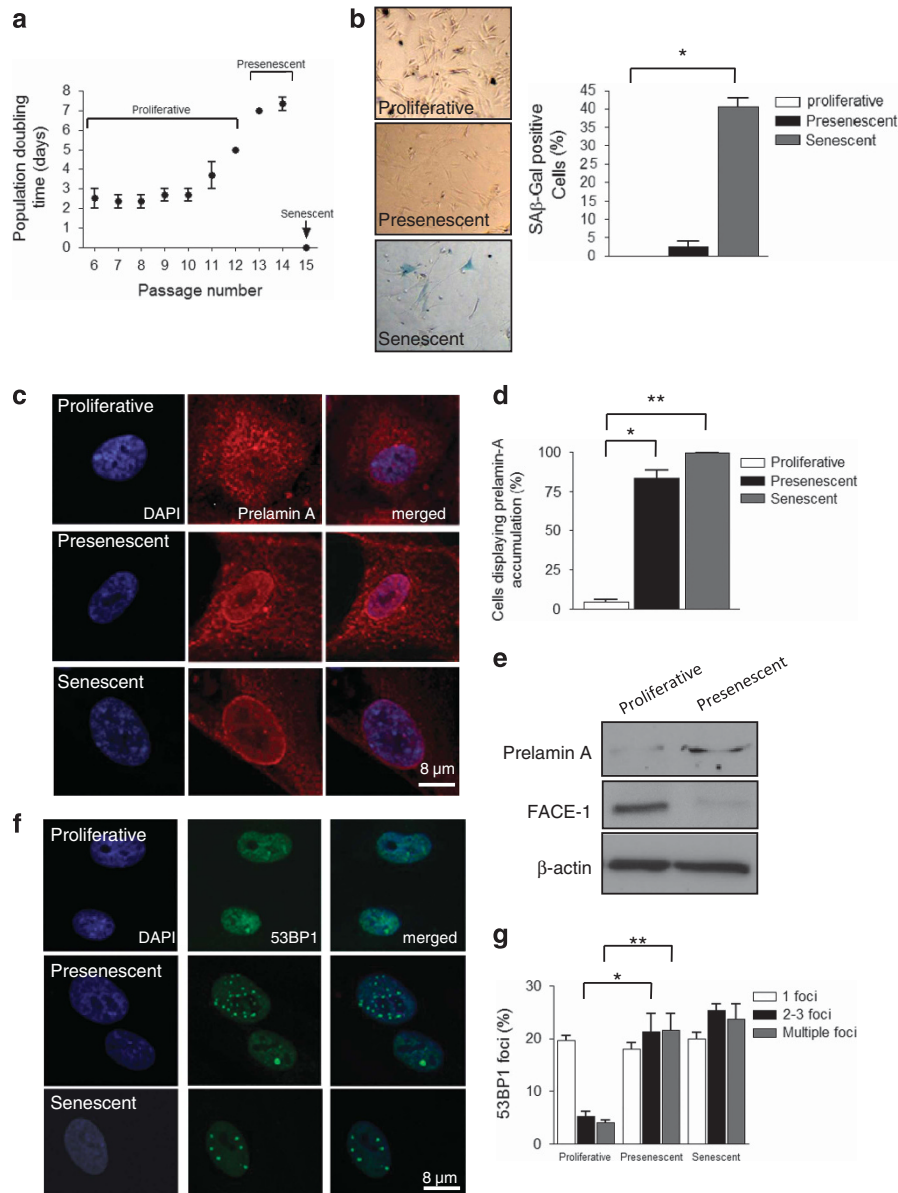 a
Presenescent
Proliferative
Population doubling
time (days)
8
7
6
5
4
3
2
1
0
Senescent
6 7 8 9 10 11 12 13 14 15
Passage number
b
Proliferative
Presenescent
Senescent
*
SAβ-Gal positive
Cells (%)
45
40
35
30
25
20
15
10
5
0
proliferative
Presenescent
Senescent
c
Proliferative
DAPI
Prelamin A
merged
Presenescent
Senescent
8 µm
d
**
*
Cells displaying prelamin-A
accumulation (%)
100
75
50
25
0
Proliferative
Presenescent
Senescent
e
Proliferative
Presenescent
Prelamin A
FACE-1
β-actin
f
Proliferative
DAPI
53BP1
merged
Presenescent
Senescent
8 µm
g
**
*
53BP1 foci (%)
30
20
10
0
1 foci
2-3 foci
Multiple foci
Proliferative Presenescent Senescent